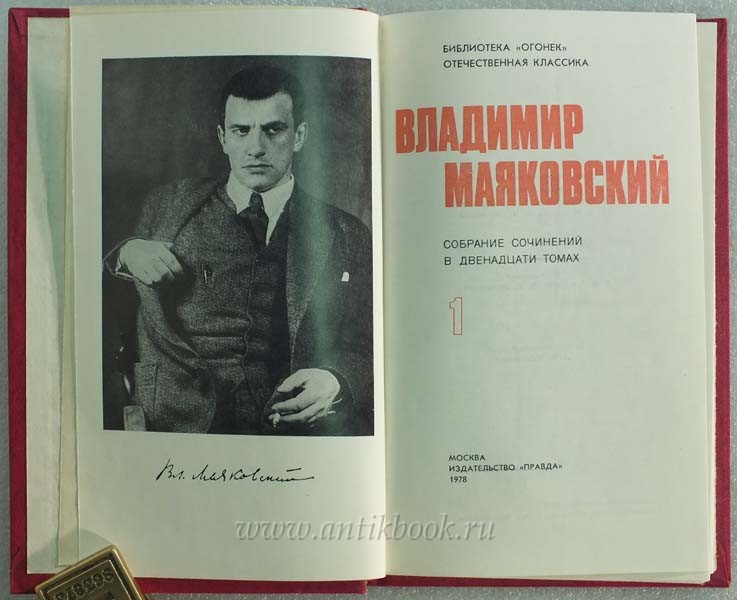 БИБЛИОТЕКА «ОГОНЕК»
ОТЕЧЕСТВЕННАЯ КЛАССИКА
ВЛАДИМИР
МАЯКОВСКИЙ
СОБРАНИЕ СОЧИНЕНИЙ
В ДВЕНАДЦАТИ ТОМАХ
1
МОСКВА
ИЗДАТЕЛЬСТВО «ПРАВДА»
1978
Вл. Маяковский
www.antikbook.ru